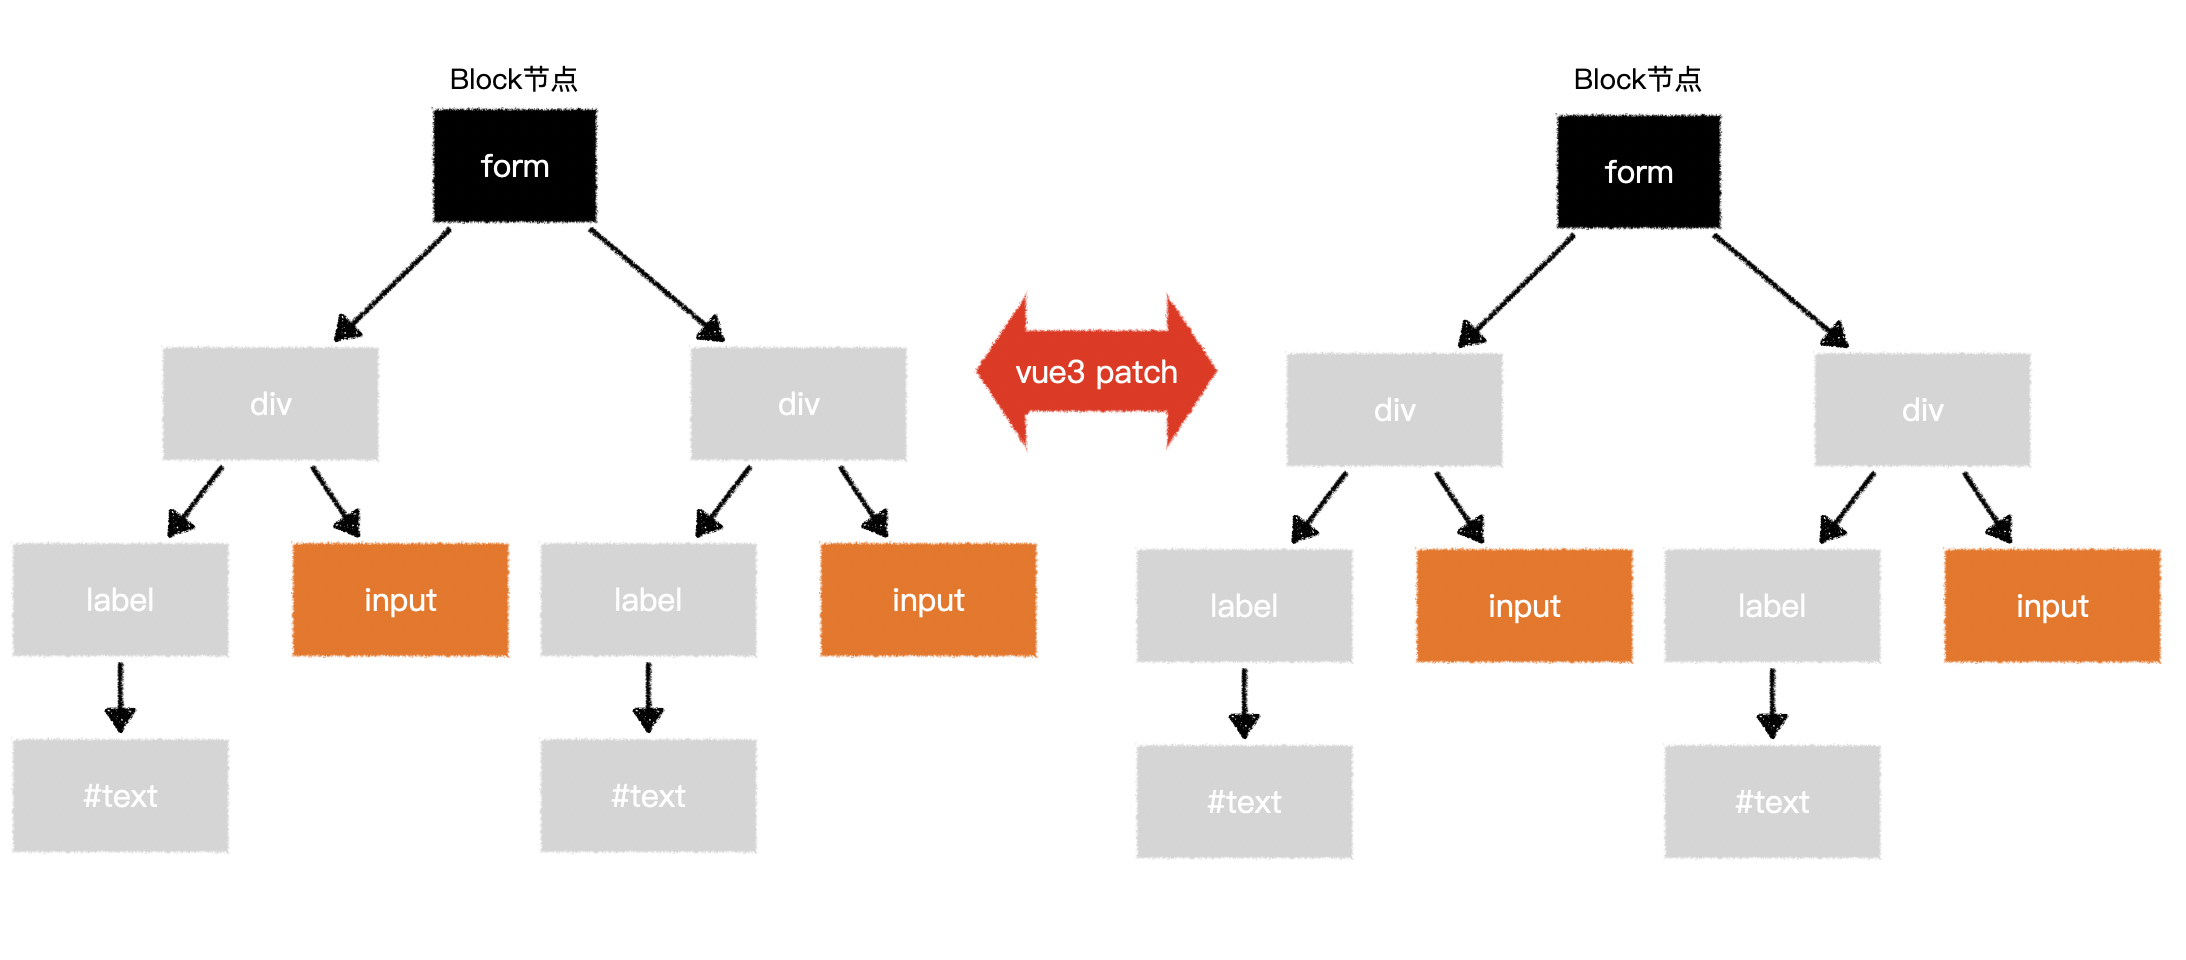 Block节点
form
div
div
label
input
label
input
#text
#text
vue3 patch
Block节点
form
div
div
label
input
label
input
#text
#text